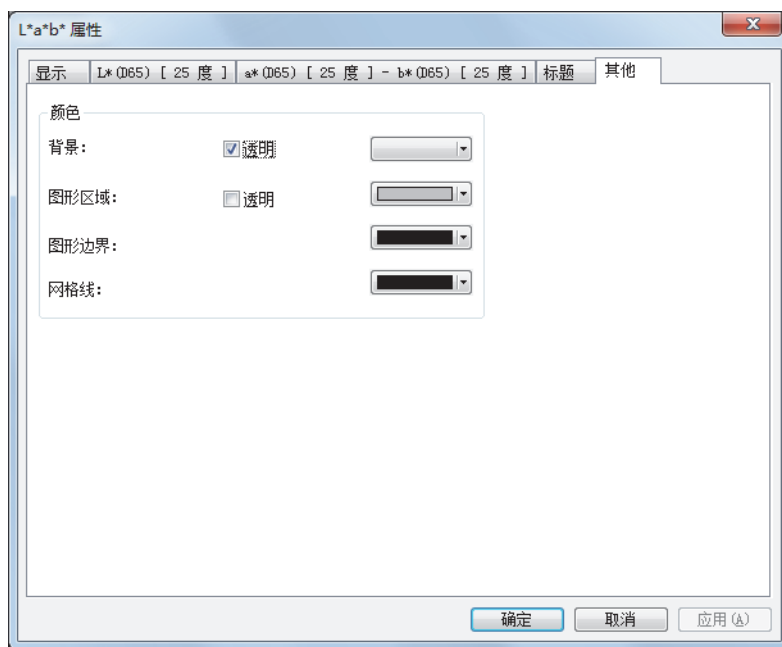 L*a*b* 属性
显示 L*(D65) [ 25 度 ] a*(D65) [ 25 度 ] - b*(D65) [ 25 度 ] 标题 其他
颜色
背景: 透明
图形区域: 透明
图形边界:
网格线:
确定 取消 应用(A)